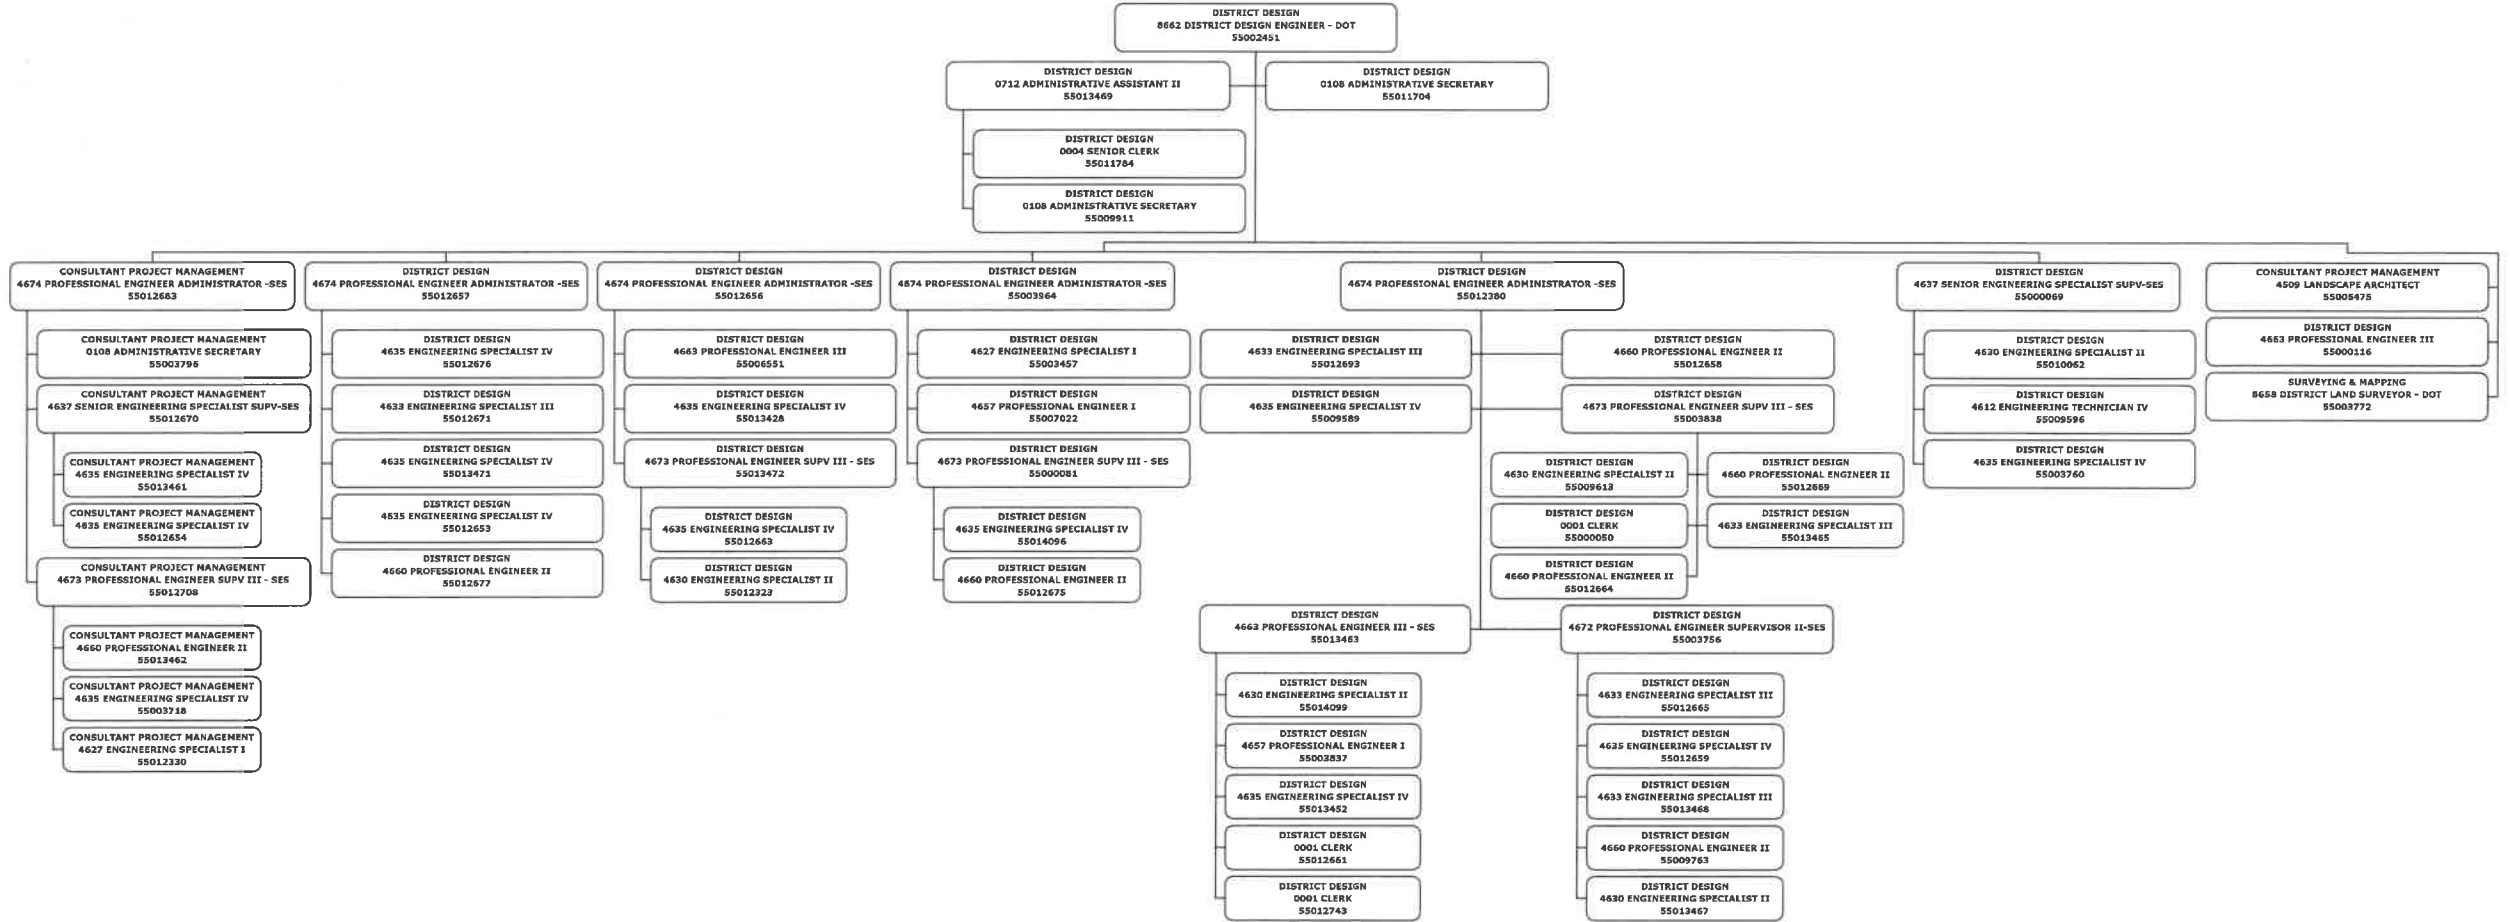 DISTRICT DESIGN
8662 DISTRICT DESIGN ENGINEER - DOT
55002451
DISTRICT DESIGN
0712 ADMINISTRATIVE ASSISTANT II
55013469
DISTRICT DESIGN
0108 ADMINISTRATIVE SECRETARY
55011704
DISTRICT DESIGN
0004 SENIOR CLERK
55011784
DISTRICT DESIGN
0108 ADMINISTRATIVE SECRETARY
55009911
CONSULTANT PROJECT MANAGEMENT
4674 PROFESSIONAL ENGINEER ADMINISTRATOR -SES
55012683
CONSULTANT PROJECT MANAGEMENT
0108 ADMINISTRATIVE SECRETARY
55003796
CONSULTANT PROJECT MANAGEMENT
4637 SENIOR ENGINEERING SPECIALIST SUPV-SES
55012670
CONSULTANT PROJECT MANAGEMENT
4635 ENGINEERING SPECIALIST IV
55013461
CONSULTANT PROJECT MANAGEMENT
4635 ENGINEERING SPECIALIST IV
55012654
CONSULTANT PROJECT MANAGEMENT
4673 PROFESSIONAL ENGINEER SUPV III - SES
55012708
CONSULTANT PROJECT MANAGEMENT
4660 PROFESSIONAL ENGINEER II
55013462
CONSULTANT PROJECT MANAGEMENT
4635 ENGINEERING SPECIALIST IV
55003718
CONSULTANT PROJECT MANAGEMENT
4627 ENGINEERING SPECIALIST I
55012330
DISTRICT DESIGN
4674 PROFESSIONAL ENGINEER ADMINISTRATOR -SES
55012657
DISTRICT DESIGN
4635 ENGINEERING SPECIALIST IV
55012676
DISTRICT DESIGN
4633 ENGINEERING SPECIALIST III
55012671
DISTRICT DESIGN
4635 ENGINEERING SPECIALIST IV
55013471
DISTRICT DESIGN
4635 ENGINEERING SPECIALIST IV
55012653
DISTRICT DESIGN
4660 PROFESSIONAL ENGINEER II
55012677
DISTRICT DESIGN
4674 PROFESSIONAL ENGINEER ADMINISTRATOR -SES
55012656
DISTRICT DESIGN
4663 PROFESSIONAL ENGINEER III
55006551
DISTRICT DESIGN
4635 ENGINEERING SPECIALIST IV
55013428
DISTRICT DESIGN
4673 PROFESSIONAL ENGINEER SUPV III - SES
55013472
DISTRICT DESIGN
4635 ENGINEERING SPECIALIST IV
55012663
DISTRICT DESIGN
4630 ENGINEERING SPECIALIST II
55012323
DISTRICT DESIGN
4674 PROFESSIONAL ENGINEER ADMINISTRATOR -SES
55003964
DISTRICT DESIGN
4627 ENGINEERING SPECIALIST I
55003457
DISTRICT DESIGN
4657 PROFESSIONAL ENGINEER I
55007022
DISTRICT DESIGN
4673 PROFESSIONAL ENGINEER SUPV III - SES
55000081
DISTRICT DESIGN
4635 ENGINEERING SPECIALIST IV
55014096
DISTRICT DESIGN
4660 PROFESSIONAL ENGINEER II
55012675
DISTRICT DESIGN
4674 PROFESSIONAL ENGINEER ADMINISTRATOR -SES
55012380
DISTRICT DESIGN
4633 ENGINEERING SPECIALIST III
55012693
DISTRICT DESIGN
4660 PROFESSIONAL ENGINEER II
55012658
DISTRICT DESIGN
4635 ENGINEERING SPECIALIST IV
55009589
DISTRICT DESIGN
4673 PROFESSIONAL ENGINEER SUPV III - SES
55003838
DISTRICT DESIGN
4630 ENGINEERING SPECIALIST II
55009613
DISTRICT DESIGN
4660 PROFESSIONAL ENGINEER II
55012669
DISTRICT DESIGN
0001 CLERK
55000050
DISTRICT DESIGN
4633 ENGINEERING SPECIALIST III
55013465
DISTRICT DESIGN
4660 PROFESSIONAL ENGINEER II
55012664
DISTRICT DESIGN
4663 PROFESSIONAL ENGINEER III - SES
55013463
DISTRICT DESIGN
4630 ENGINEERING SPECIALIST II
55014099
DISTRICT DESIGN
4657 PROFESSIONAL ENGINEER I
55003837
DISTRICT DESIGN
4635 ENGINEERING SPECIALIST IV
55013452
DISTRICT DESIGN
0001 CLERK
55012661
DISTRICT DESIGN
0001 CLERK
55012743
DISTRICT DESIGN
4672 PROFESSIONAL ENGINEER SUPERVISOR II-SES
55003756
DISTRICT DESIGN
4633 ENGINEERING SPECIALIST III
55012665
DISTRICT DESIGN
4635 ENGINEERING SPECIALIST IV
55012659
DISTRICT DESIGN
4633 ENGINEERING SPECIALIST III
55013468
DISTRICT DESIGN
4660 PROFESSIONAL ENGINEER II
55009763
DISTRICT DESIGN
4630 ENGINEERING SPECIALIST II
55013467
DISTRICT DESIGN
4637 SENIOR ENGINEERING SPECIALIST SUPV-SES
55000069
DISTRICT DESIGN
4630 ENGINEERING SPECIALIST II
55010062
DISTRICT DESIGN
4612 ENGINEERING TECHNICIAN IV
55009596
DISTRICT DESIGN
4635 ENGINEERING SPECIALIST IV
55003760
CONSULTANT PROJECT MANAGEMENT
4509 LANDSCAPE ARCHITECT
55005475
DISTRICT DESIGN
4663 PROFESSIONAL ENGINEER III
55000116
SURVEYING & MAPPING
8658 DISTRICT LAND SURVEYOR - DOT
55003772